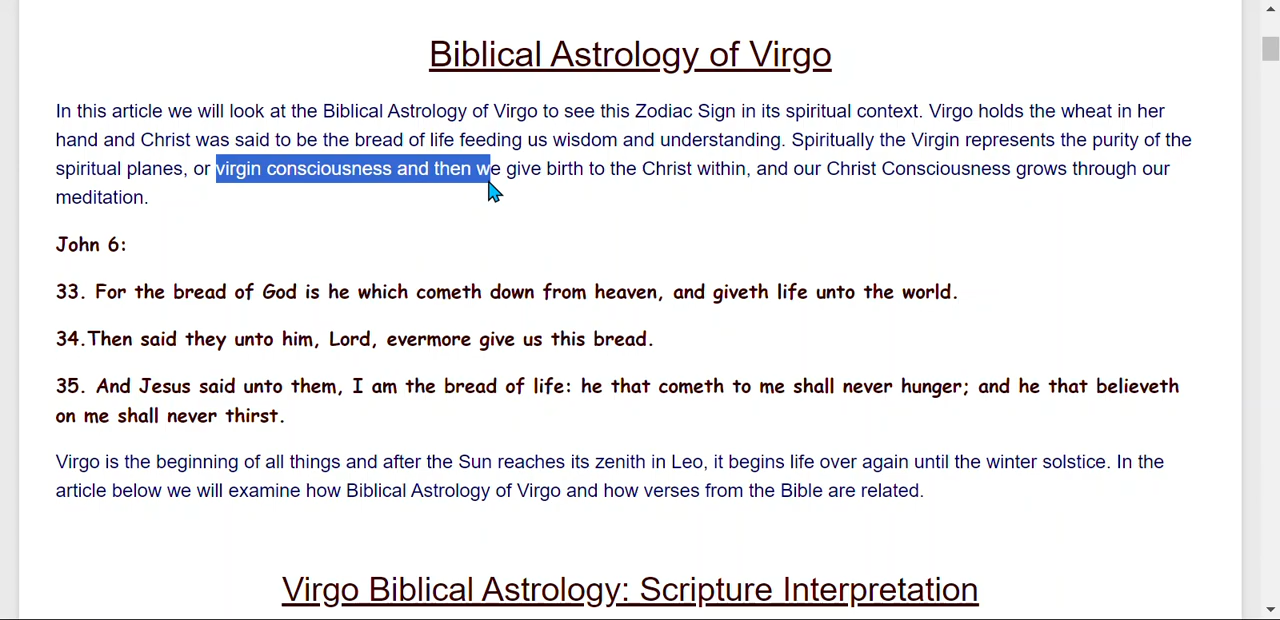 Biblical Astrology of Virgo
In this article we will look at the Biblical Astrology of Virgo to see this Zodiac Sign in its spiritual context. Virgo holds the wheat in her
hand and Christ was said to be the bread of life feeding us wisdom and understanding. Spiritually the Virgin represents the purity of the
spiritual planes, or virgin consciousness and then we give birth to the Christ within, and our Christ Consciousness grows through our
meditation.
John 6:
33. For the bread of God is he which cometh down from heaven, and giveth life unto the world.
34.Then said they unto him, Lord, evermore give us this bread.
35. And Jesus said unto them, I am the bread of life: he that cometh to me shall never hunger; and he that believeth
on me shall never thirst.
Virgo is the beginning of all things and after the Sun reaches its zenith in Leo, it begins life over again until the winter solstice. In the
article below we will examine how Biblical Astrology of Virgo and how verses from the Bible are related.
Virgo Biblical Astrology: Scripture Interpretation